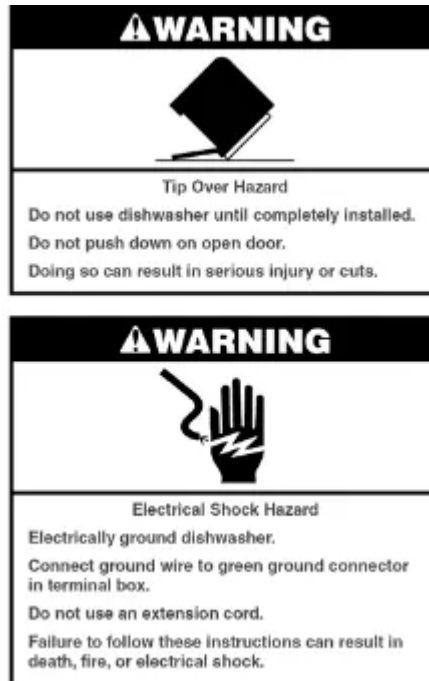 WARNING
Tip Over Hazard
Do not use dishwasher until completely installed.
Do not push down on open door.
Doing so can result in serious injury or cuts.
WARNING
Electrical Shock Hazard
Electrically ground dishwasher.
Connect ground wire to green ground connector
in terminal box.
Do not use an extension cord.
Failure to follow these instructions can result in
death, fire, or electrical shock.